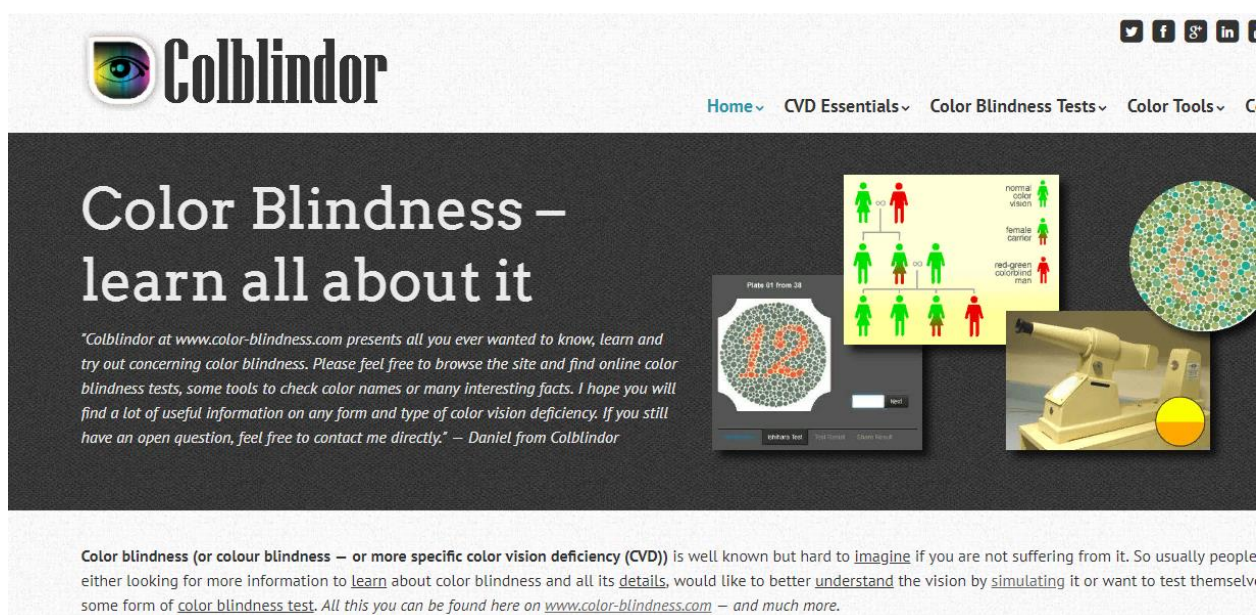 Colblindor
Home CVD Essentials Color Blindness Tests Color Tools
Color Blindness –
learn all about it
"Colblindor at www.color-blindness.com presents all you ever wanted to know, learn and
try out concerning color blindness. Please feel free to browse the site and find online color
blindness tests, some tools to check color names or many interesting facts. I hope you will
find a lot of useful information on any form and type of color vision deficiency. If you still
have an open question, feel free to contact me directly." — Daniel from Colblindor
normal
color
vision
female
carrier
red-green
colorblind
man
Plate 01 from 38
12
Next
Ishihara Test Test Result Share Result
6
Color blindness (or colour blindness — or more specific color vision deficiency (CVD)) is well known but hard to imagine if you are not suffering from it. So usually people
either looking for more information to learn about color blindness and all its details, would like to better understand the vision by simulating it or want to test themselve
some form of color blindness test. All this you can be found here on www.color-blindness.com — and much more.